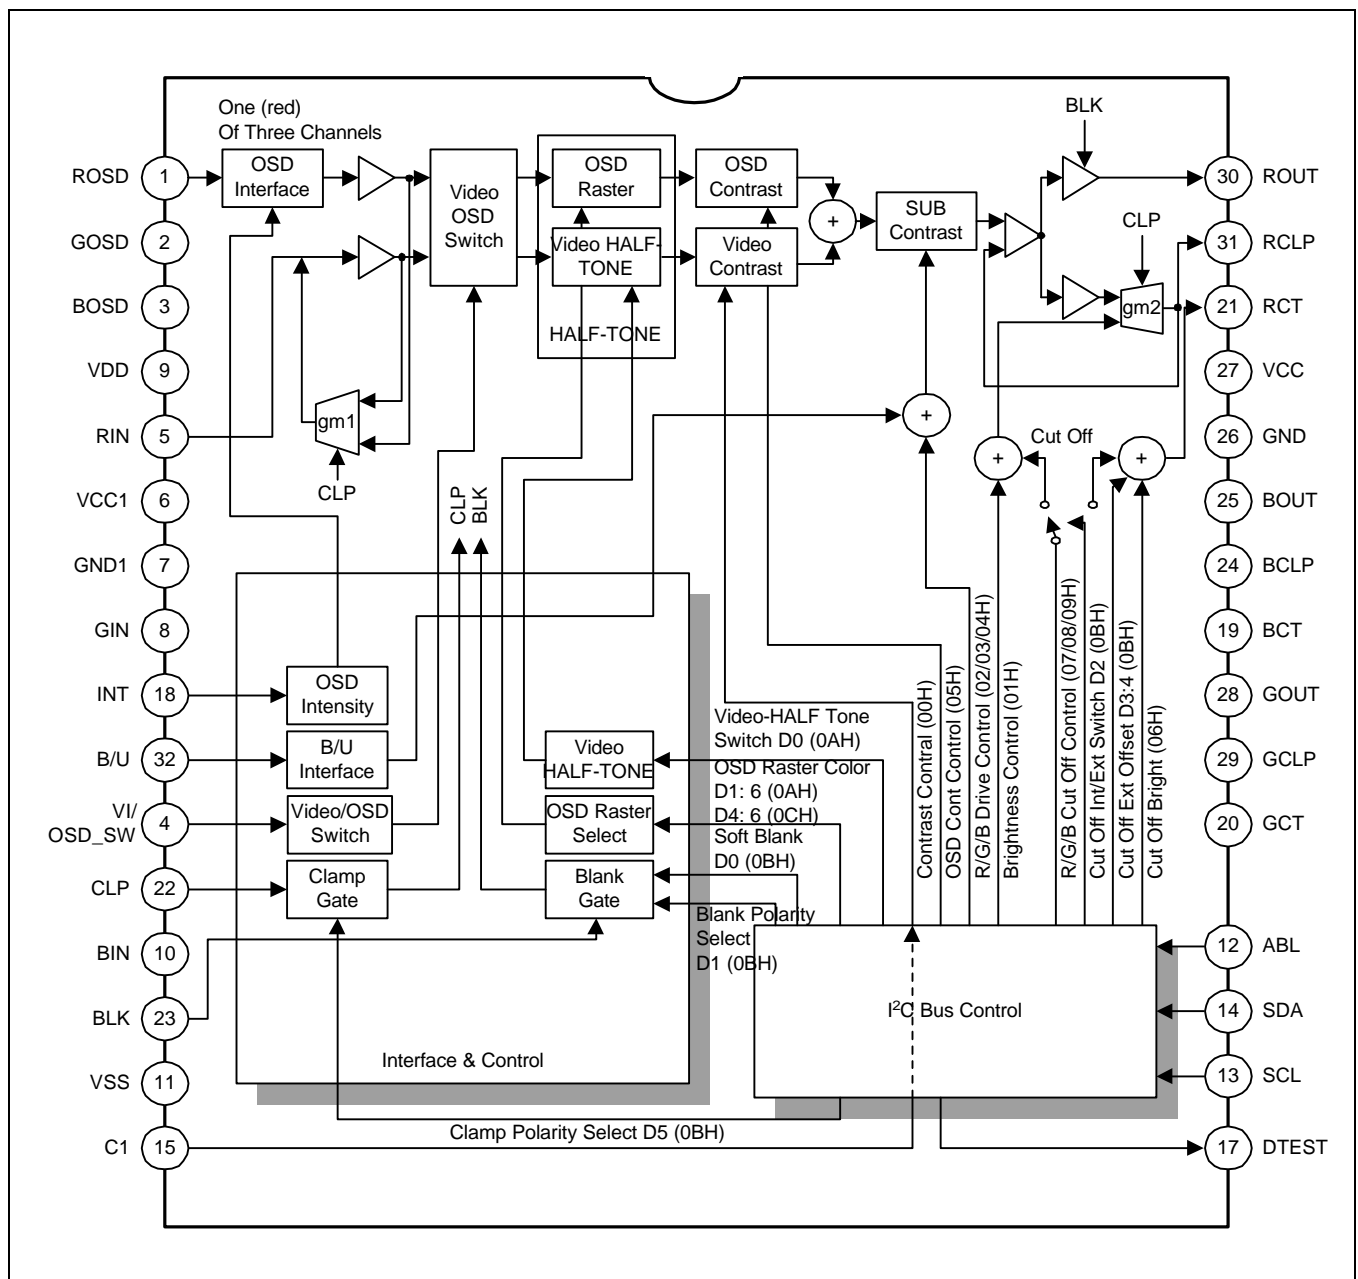 One (red)
Of Three Channels
BLK
ROSD
1
OSD
Interface
Video
OSD
Switch
OSD
Raster
OSD
Contrast
+
SUB
Contrast
30
ROUT
GOSD
2
Video HALF-
TONE
Video
Contrast
CLP
31
RCLP
BOSD
3
HALF-TONE
gm2
21
RCT
VDD
9
27
VCC
gm1
+
RIN
5
CLP
+
Cut Off
+
26
GND
VCC1
6
CLP
BLK
25
BOUT
GND1
7
24
BCLP
GIN
8
19
BCT
INT
18
OSD
Intensity
28
GOUT
B/U
32
B/U
Interface
Video
HALF-TONE
Video-HALF Tone
Switch D0 (0AH)
OSD Raster Color
D1: 6 (0AH)
D4: 6 (0CH)
Soft Blank
D0 (0BH)
Contrast Contral (00H)
OSD Cont Control (05H)
R/G/B Drive Control (02/03/04H)
Brightness Control (01H)
R/G/B Cut Off Control (07/08/09H)
Cut Off Int/Ext Switch D2 (0BH)
Cut Off Ext Offset D3:4 (0BH)
Cut Off Bright (06H)
29
GCLP
VI/
OSD_SW
4
Video/OSD
Switch
OSD Raster
Select
20
GCT
CLP
22
Clamp
Gate
Blank
Gate
Blank Polarity
Select
D1 (0BH)
BIN
10
12
ABL
BLK
23
I²C Bus Control
14
SDA
Interface & Control
VSS
11
13
SCL
Clamp Polarity Select D5 (0BH)
C1
15
17
DTEST